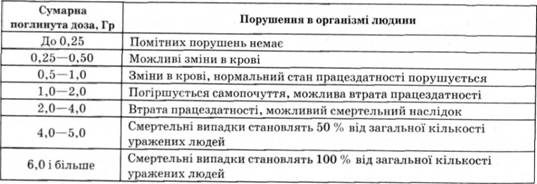 Сумарна
поглинута доза, Гр
Порушення в організмі людини
До 0,25
Помітних порушень немає
0,25—0,50
Можливі зміни в крові
0,5—1,0
Зміни в крові, нормальний стан працездатності порушується
1,0—2,0
Погіршується самопочуття, можлива втрата працездатності
2,0—4,0
Втрата працездатності, можливий смертельний наслідок
4,0—5,0
Смертельні випадки становлять 50 % від загальної кількості
уражених людей
6,0 і більше
Смертельні випадки становлять 100 % від загальної кількості
уражених людей